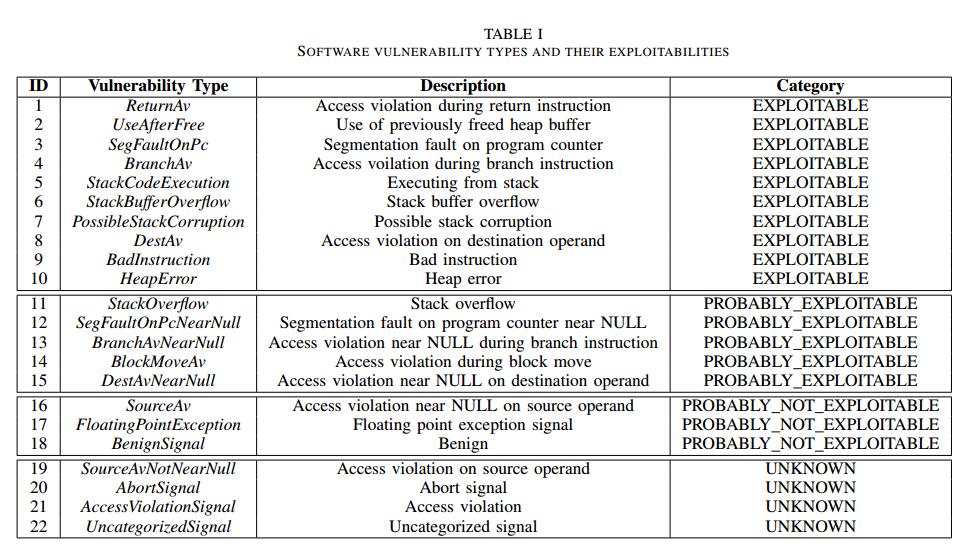 TABLE I
SOFTWARE VULNERABILITY TYPES AND THEIR EXPLOITABILITIES
ID Vulnerability Type Description Category
1 ReturnAv Access violation during return instruction EXPLOITABLE
2 UseAfterFree Use of previously freed heap buffer EXPLOITABLE
3 SegFaultOnPc Segmentation fault on program counter EXPLOITABLE
4 BranchAv Access voilation during branch instruction EXPLOITABLE
5 StackCodeExecution Executing from stack EXPLOITABLE
6 StackBufferOverflow Stack buffer overflow EXPLOITABLE
7 PossibleStackCorruption Possible stack corruption EXPLOITABLE
8 DestAv Access violation on destination operand EXPLOITABLE
9 BadInstruction Bad instruction EXPLOITABLE
10 HeapError Heap error EXPLOITABLE
11 StackOverflow Stack overflow PROBABLY_EXPLOITABLE
12 SegFaultOnPcNearNull Segmentation fault on program counter near NULL PROBABLY_EXPLOITABLE
13 BranchAvNearNull Access violation near NULL during branch instruction PROBABLY_EXPLOITABLE
14 BlockMoveAv Access violation during block move PROBABLY_EXPLOITABLE
15 DestAvNearNull Access violation near NULL on destination operand PROBABLY_EXPLOITABLE
16 SourceAv Access violation near NULL on source operand PROBABLY_NOT_EXPLOITABLE
17 FloatingPointException Floating point exception signal PROBABLY_NOT_EXPLOITABLE
18 BenignSignal Benign PROBABLY_NOT_EXPLOITABLE
19 SourceAvNotNearNull Access violation on source operand UNKNOWN
20 AbortSignal Abort signal UNKNOWN
21 AccessViolationSignal Access violation UNKNOWN
22 UncategorizedSignal Uncategorized signal UNKNOWN